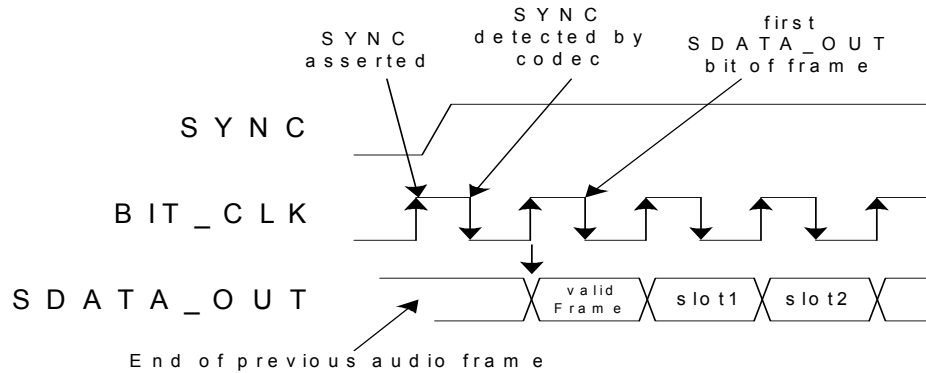 SYNC
asserted
SYNC
detected by
codec
first
SDATA_OUT
bit of frame
SYNC
BIT_CLK
SDATA_OUT
valid
Frame
slot1
slot2
End of previous audio frame